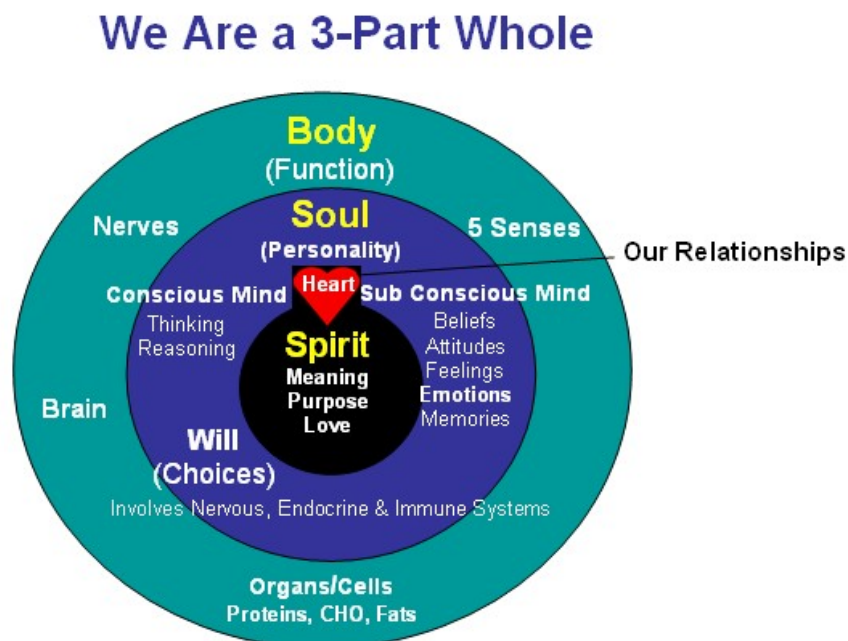 We Are a 3-Part Whole
Body
(Function)
Nerves
Soul
5 Senses
(Personality)
Our Relationships
Heart
Conscious Mind
Sub Conscious Mind
Thinking
Reasoning
Beliefs
Attitudes
Feelings
Emotions
Memories
Spirit
Meaning
Purpose
Love
Brain
Will
(Choices)
Involves Nervous, Endocrine & Immune Systems
Organs/Cells
Proteins, CHO, Fats